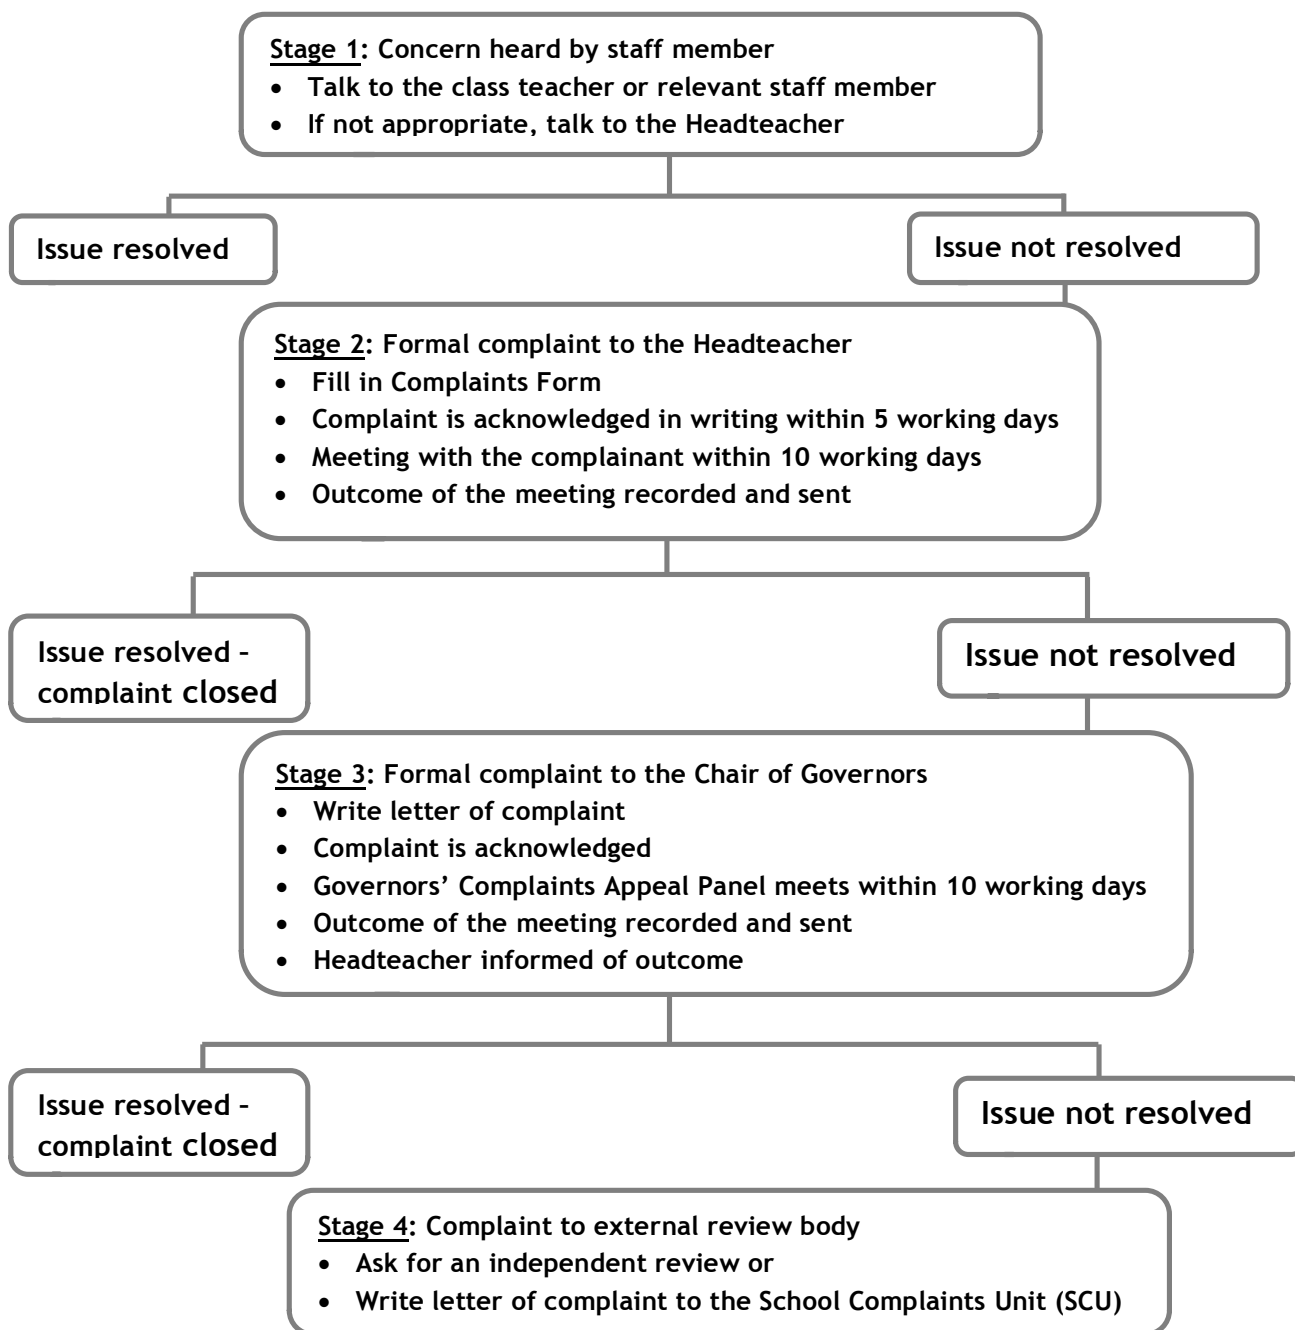 Stage 1: Concern heard by staff member
• Talk to the class teacher or relevant staff member
• If not appropriate, talk to the Headteacher
Issue resolved
Issue not resolved
Stage 2: Formal complaint to the Headteacher
• Fill in Complaints Form
• Complaint is acknowledged in writing within 5 working days
• Meeting with the complainant within 10 working days
• Outcome of the meeting recorded and sent
Issue resolved –
complaint closed
Issue not resolved
Stage 3: Formal complaint to the Chair of Governors
• Write letter of complaint
• Complaint is acknowledged
• Governors’ Complaints Appeal Panel meets within 10 working days
• Outcome of the meeting recorded and sent
• Headteacher informed of outcome
Issue resolved –
complaint closed
Issue not resolved
Stage 4: Complaint to external review body
• Ask for an independent review or
• Write letter of complaint to the School Complaints Unit (SCU)